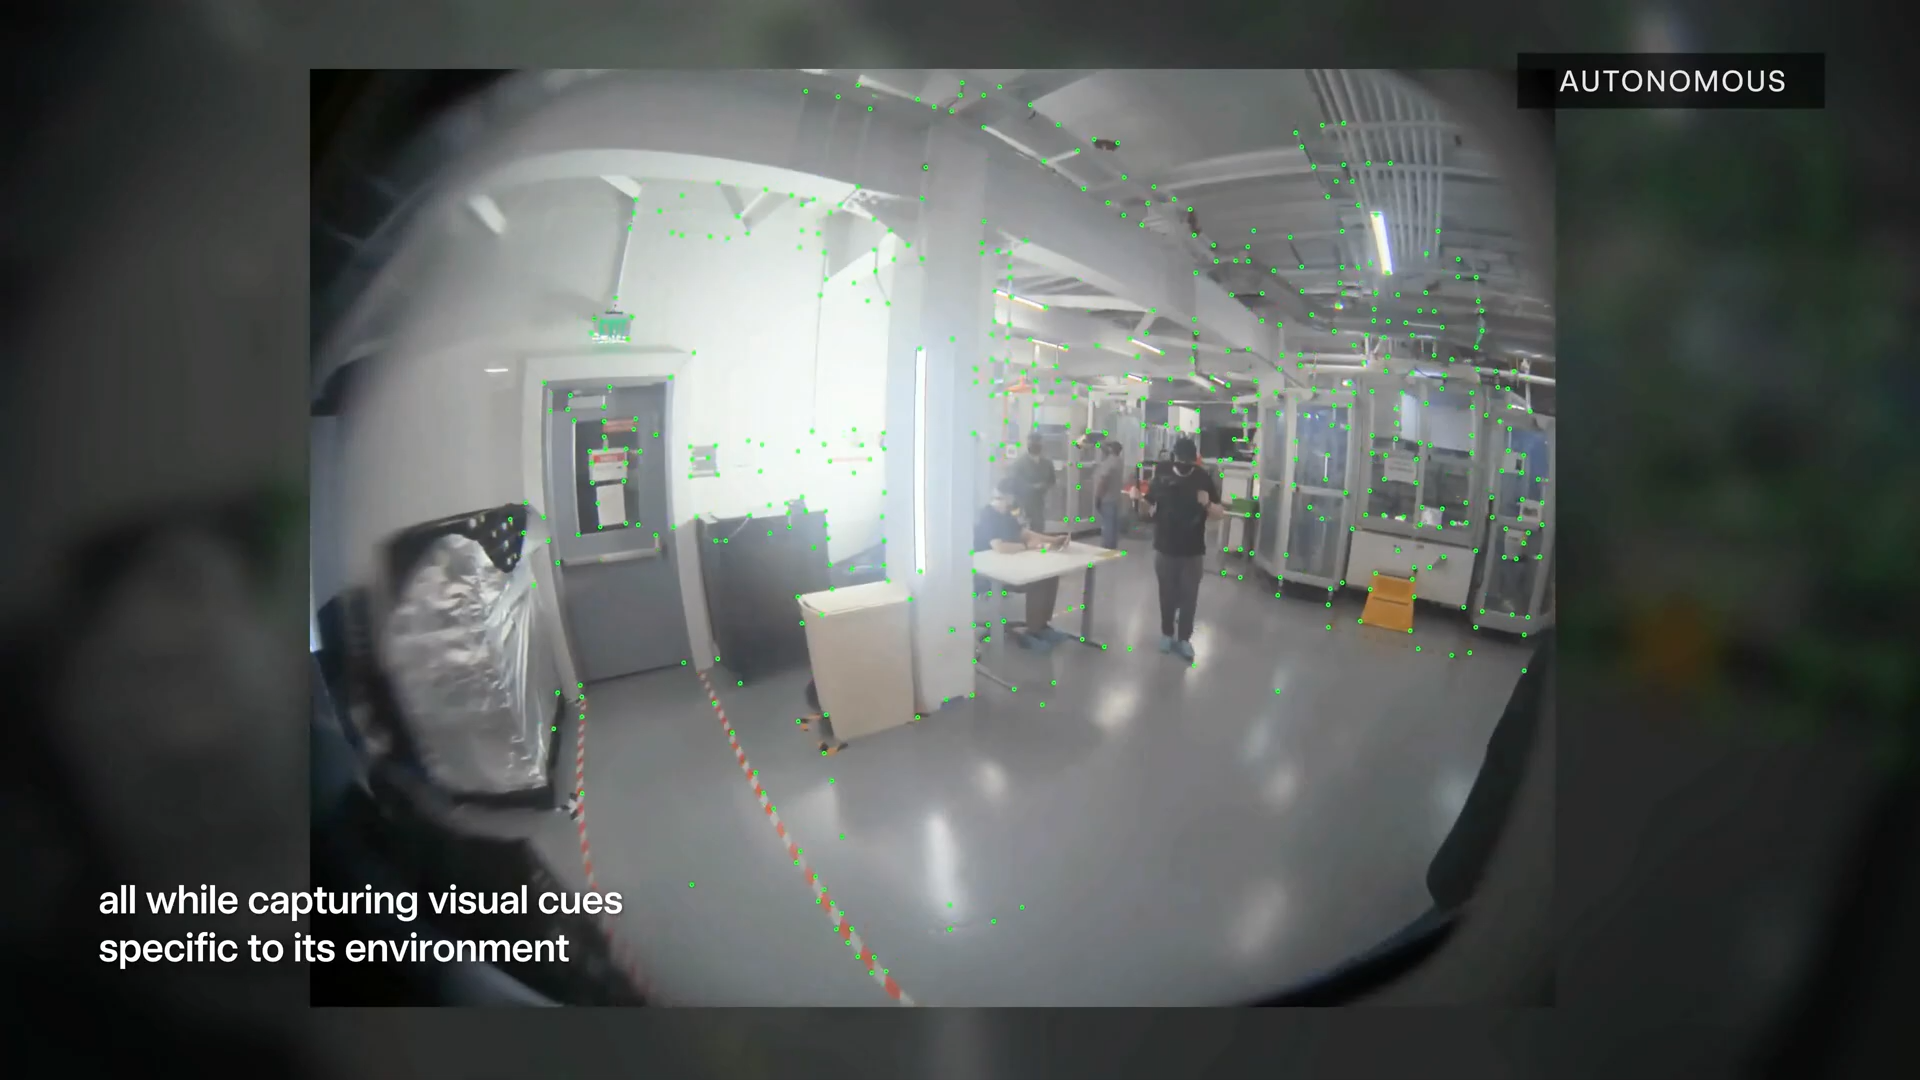 AUTONOMOUS
all while capturing visual cues
specific to its environment